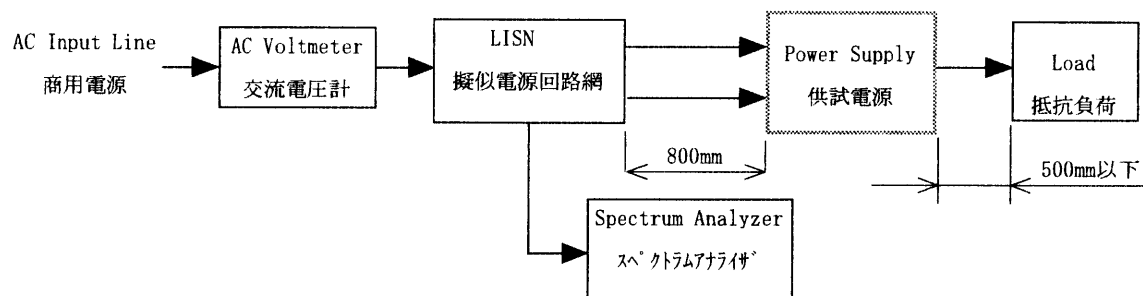 AC Input Line
商用電源
AC Voltmeter
交流電圧計
LISN
擬似電源回路網
Power Supply
供試電源
Load
抵抗負荷
800mm
500mm以下
Spectrum Analyzer
スペクトラムアナライザ